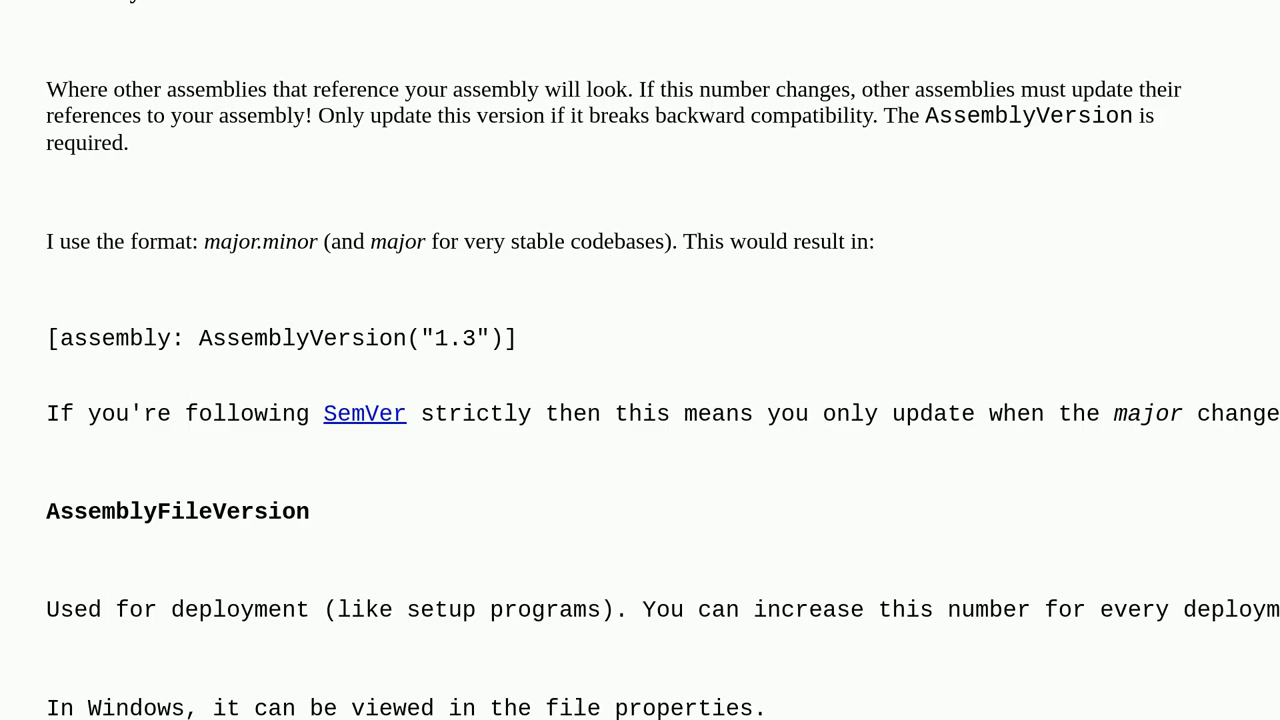 Where other assemblies that reference your assembly will look. If this number changes, other assemblies must update their
references to your assembly! Only update this version if it breaks backward compatibility. The AssemblyVersion is
required.
I use the format: major.minor (and major for very stable codebases). This would result in:
[assembly: AssemblyVersion("1.3")]
If you're following SemVer strictly then this means you only update when the major change
AssemblyFileVersion
Used for deployment (like setup programs). You can increase this number for every deploym
In Windows, it can be viewed in the file properties.